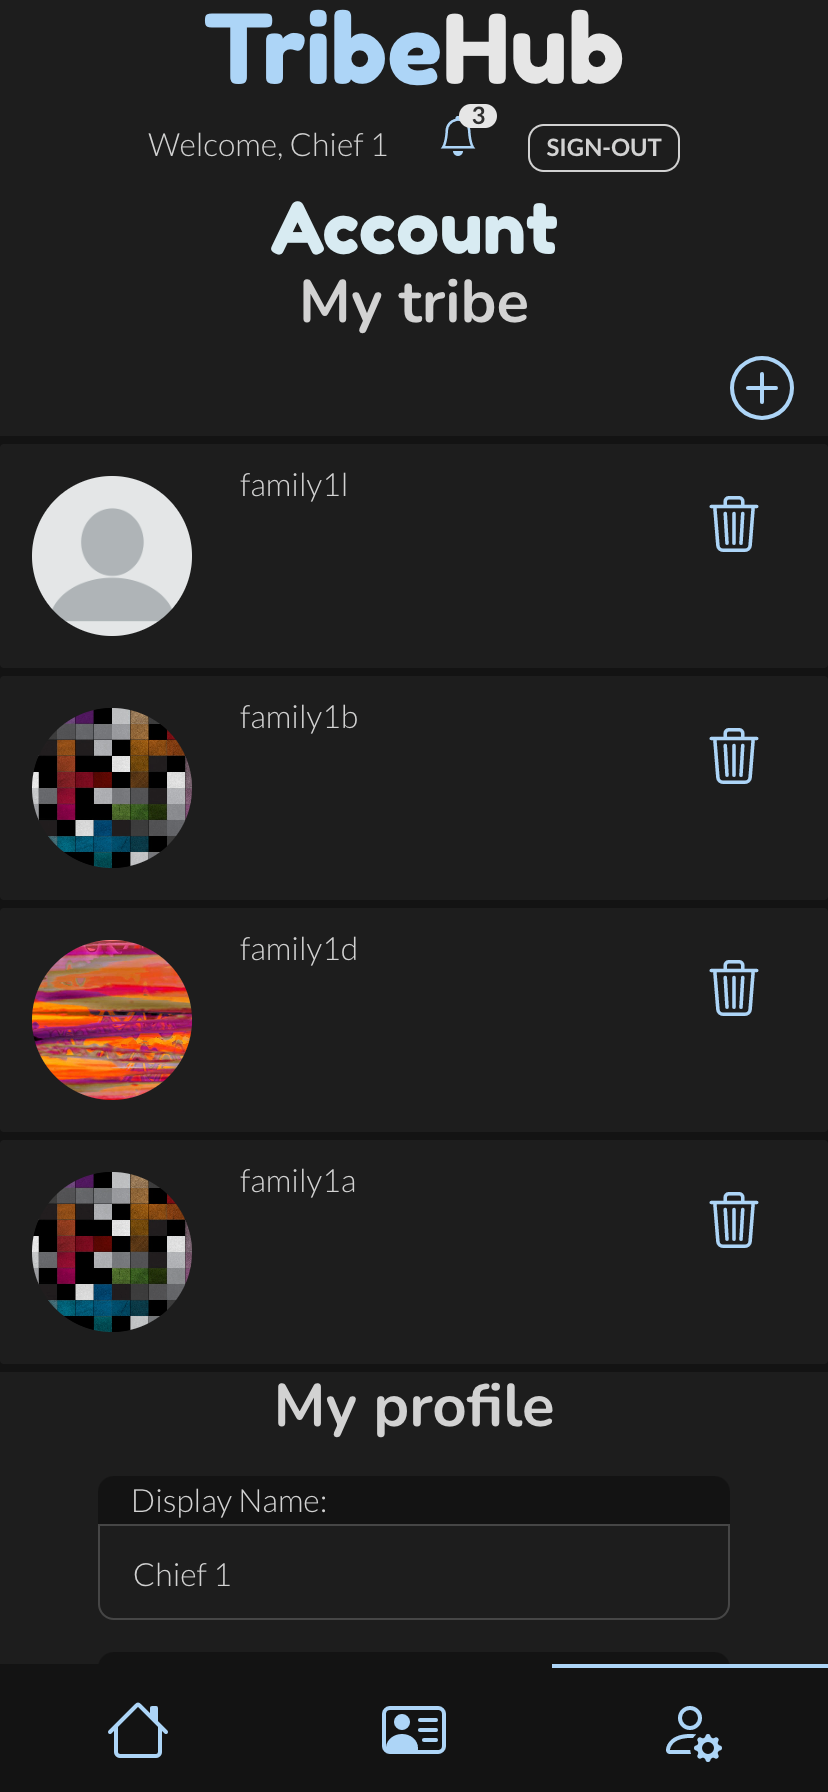 TribeHub
Welcome, Chief 1
3
SIGN-OUT
Account
My tribe
family1l
family1b
family1d
family1a
My profile
Display Name:
Chief 1